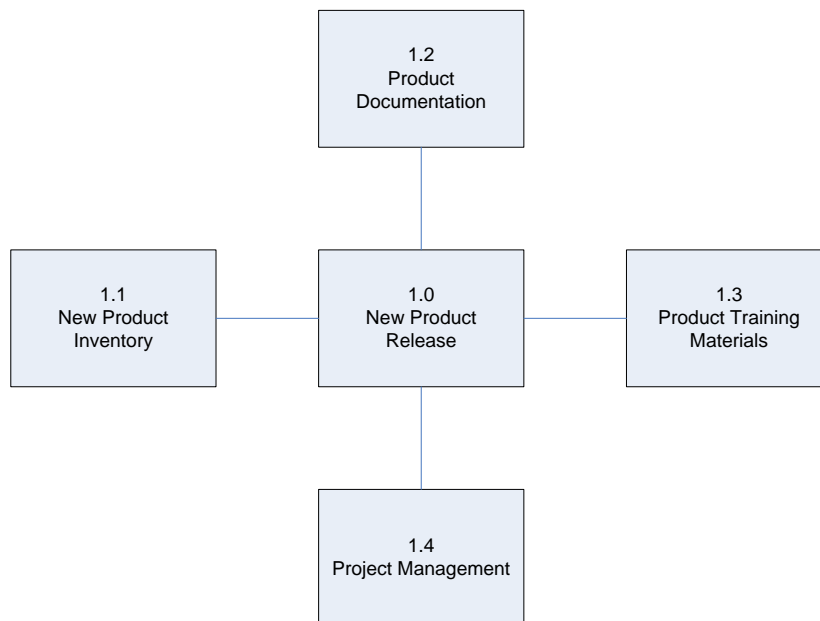 1.2
Product
Documentation
1.1
New Product
Inventory
1.0
New Product
Release
1.3
Product Training
Materials
1.4
Project Management